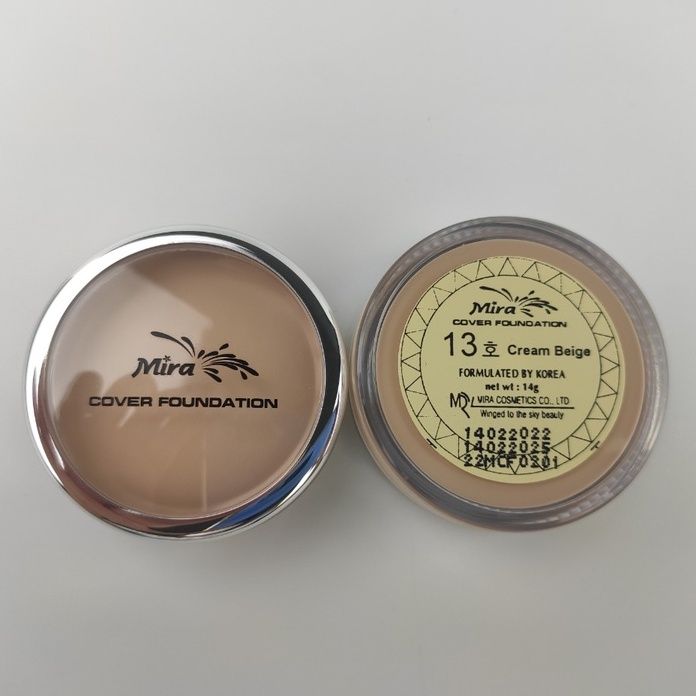 Mira
COVER FOUNDATION
Mira
COVER FOUNDATION
13호 Cream Beige
FORMULATED BY KOREA
net wt : 14g
MR MIRA COSMETICS CO., LTD
Winged to the sky beauty
14022022
14022025
22MCF0201